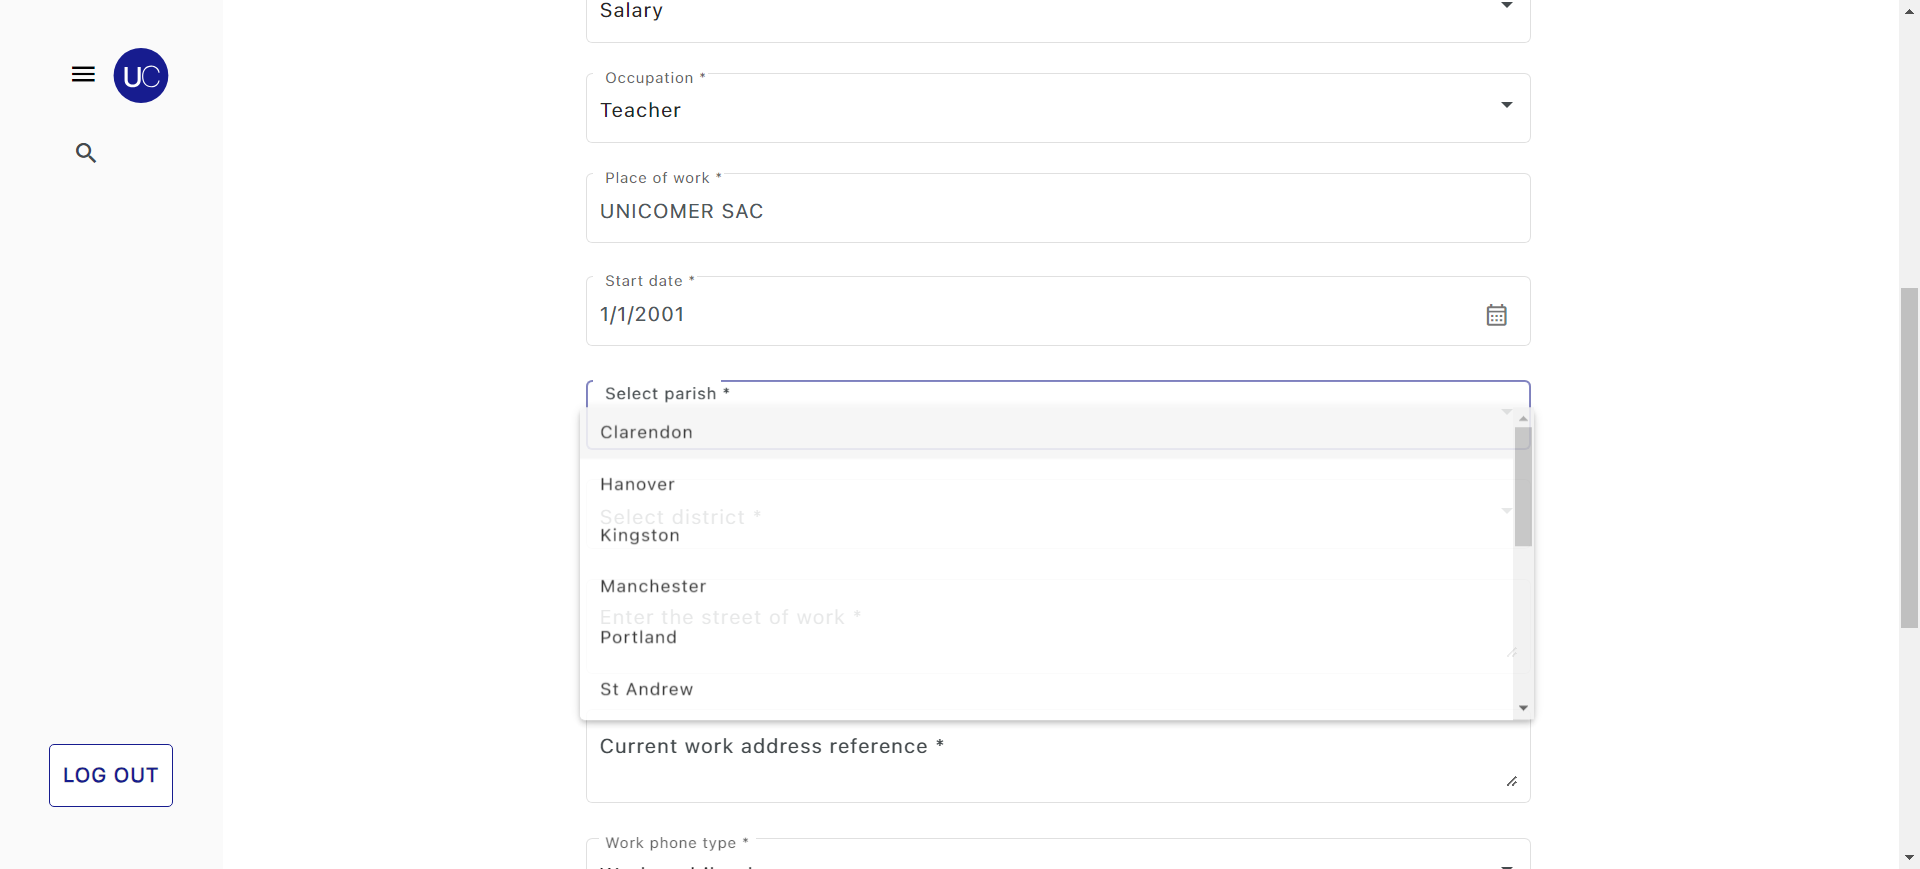 Salary
UC
Occupation *
Teacher
Place of work *
UNICOMER SAC
Start date *
1/1/2001
Select parish *
Clarendon
Hanover
Select district *
Kingston
Manchester
Enter the street of work *
Portland
St Andrew
Current work address reference *
LOG OUT
Work phone type *